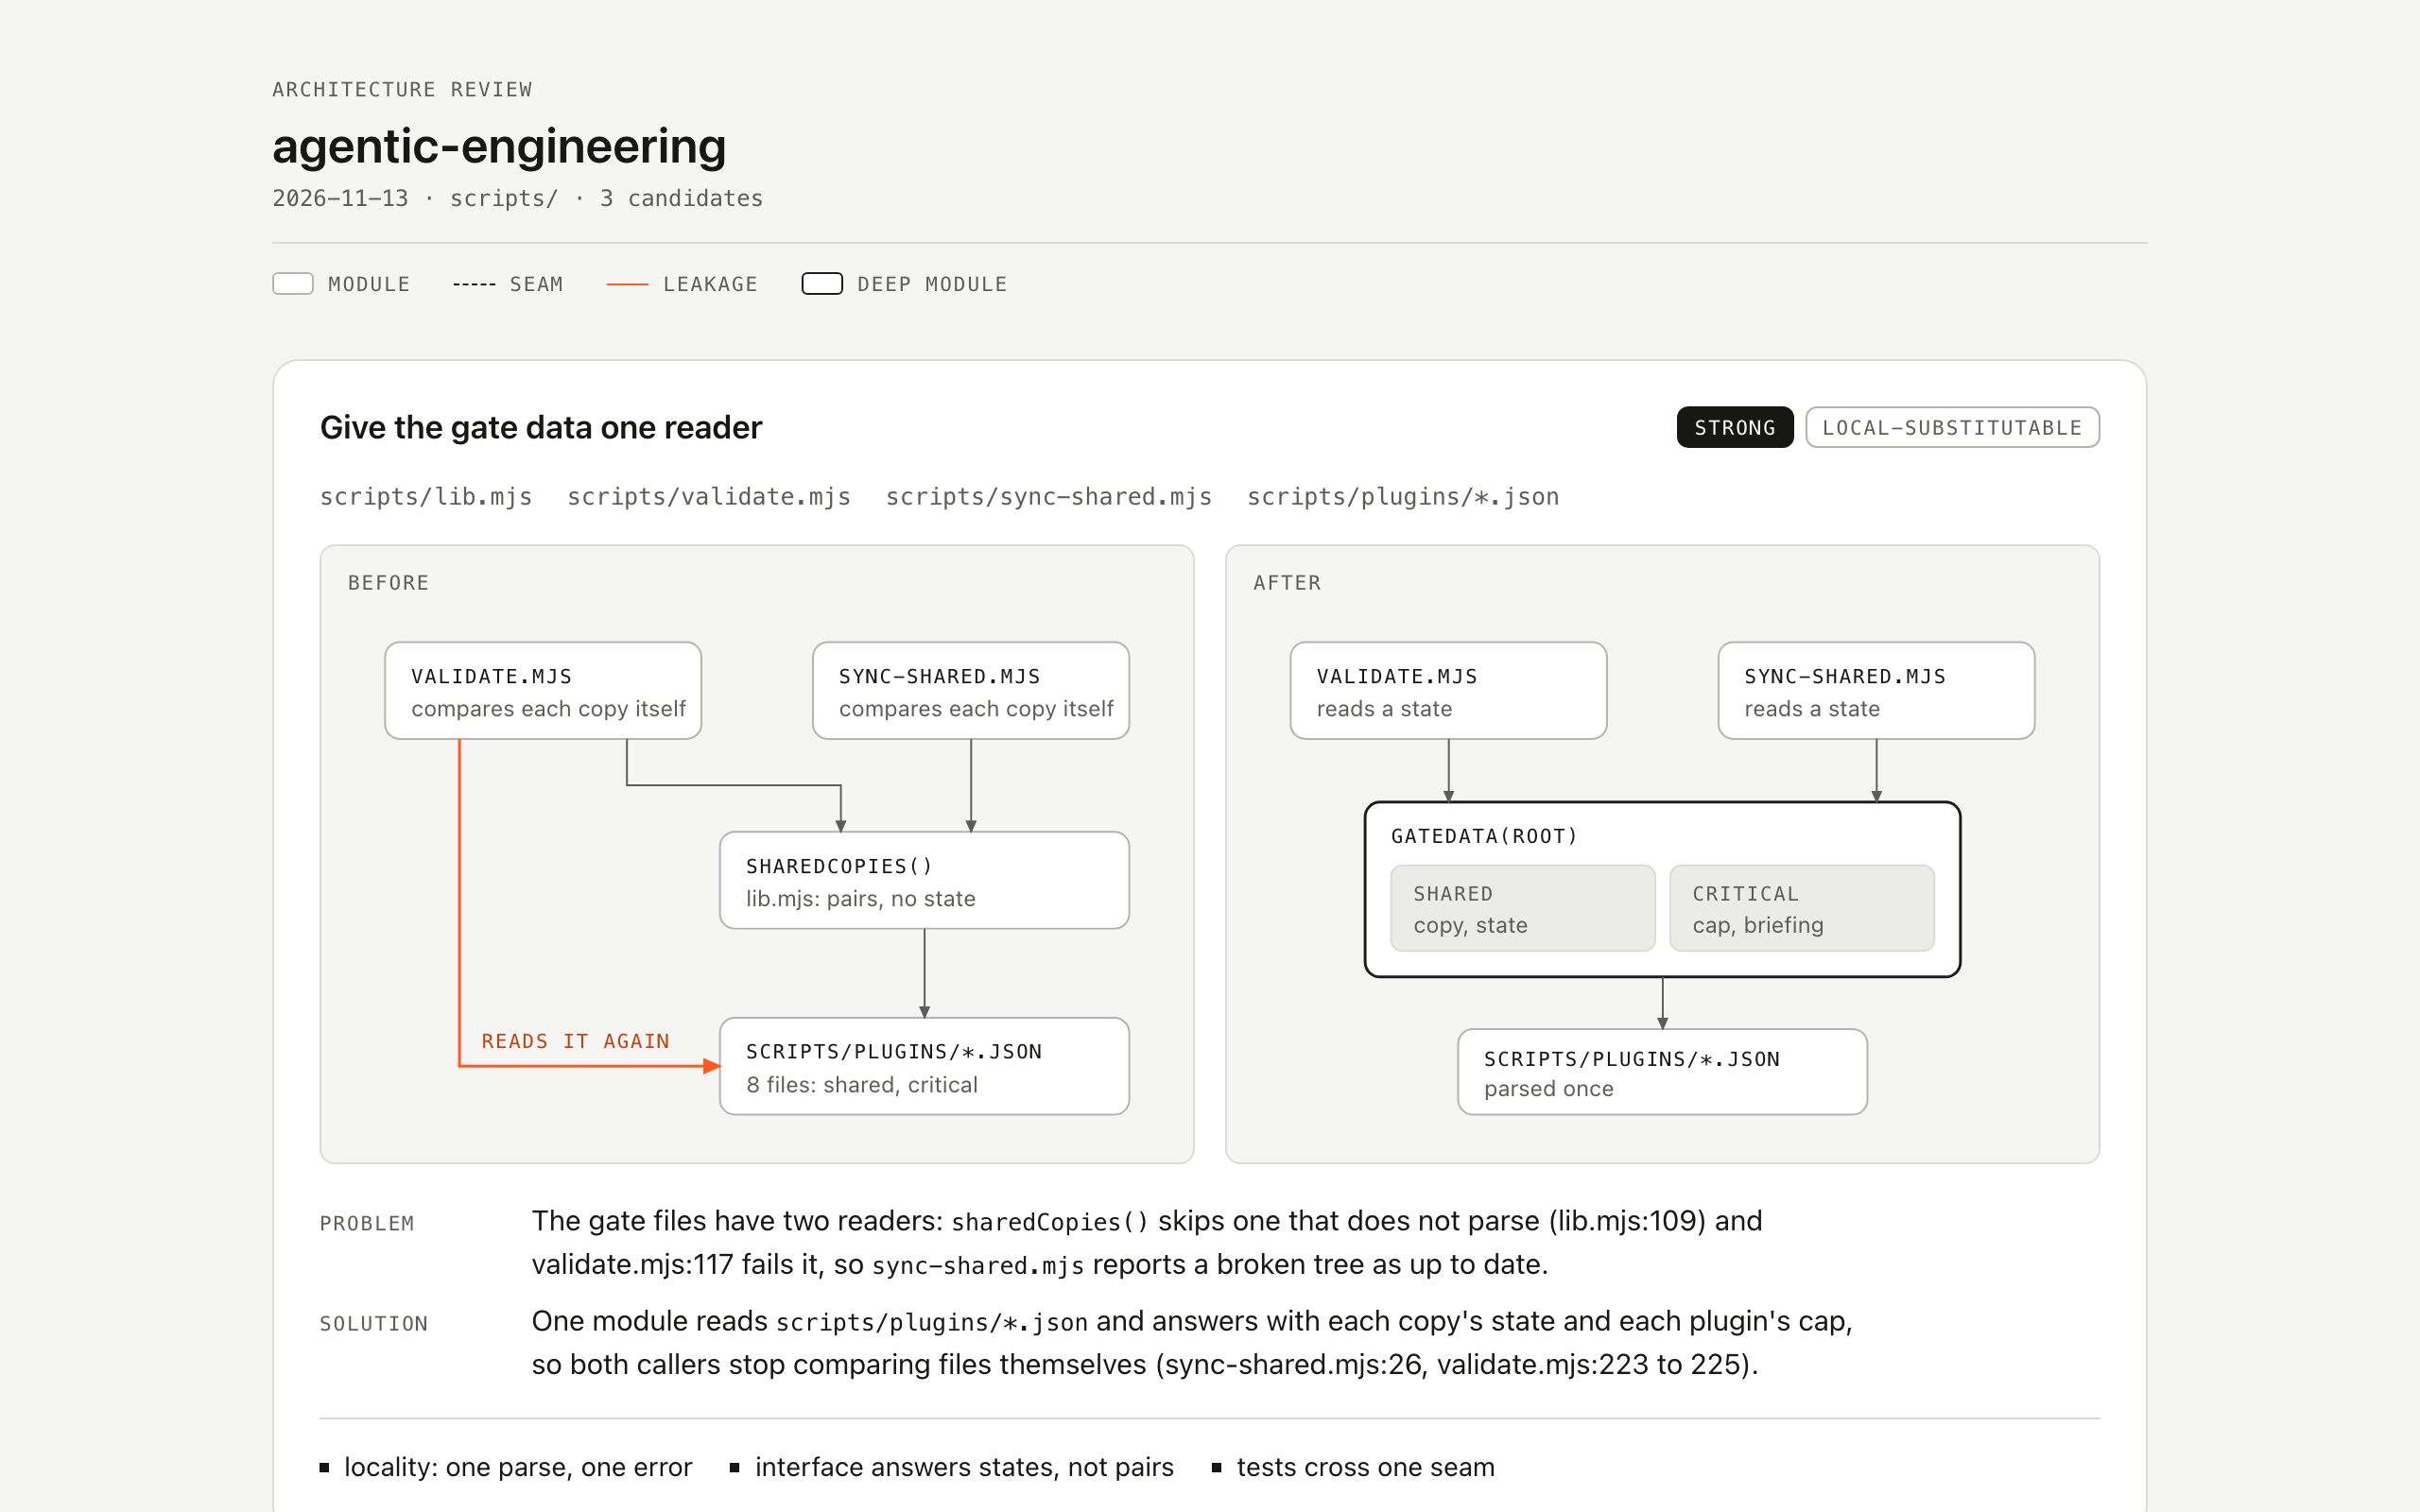 ARCHITECTURE REVIEW
agentic-engineering
2026-11-13 · scripts/ · 3 candidates
MODULE SEAM LEAKAGE DEEP MODULE
Give the gate data one reader
STRONG LOCAL-SUBSTITUTABLE
scripts/lib.mjs scripts/validate.mjs scripts/sync-shared.mjs scripts/plugins/*.json
BEFORE
VALIDATE.MJS
compares each copy itself
SYNC-SHARED.MJS
compares each copy itself
SHAREDCOPIES()
lib.mjs: pairs, no state
READS IT AGAIN
SCRIPTS/PLUGINS/*.JSON
8 files: shared, critical
AFTER
VALIDATE.MJS
reads a state
SYNC-SHARED.MJS
reads a state
GATEDATA(ROOT)
SHARED
copy, state
CRITICAL
cap, briefing
SCRIPTS/PLUGINS/*.JSON
parsed once
PROBLEM
The gate files have two readers: sharedCopies() skips one that does not parse (lib.mjs:109) and
validate.mjs:117 fails it, so sync-shared.mjs reports a broken tree as up to date.
SOLUTION
One module reads scripts/plugins/*.json and answers with each copy's state and each plugin's cap,
so both callers stop comparing files themselves (sync-shared.mjs:26, validate.mjs:223 to 225).
locality: one parse, one error
interface answers states, not pairs
tests cross one seam